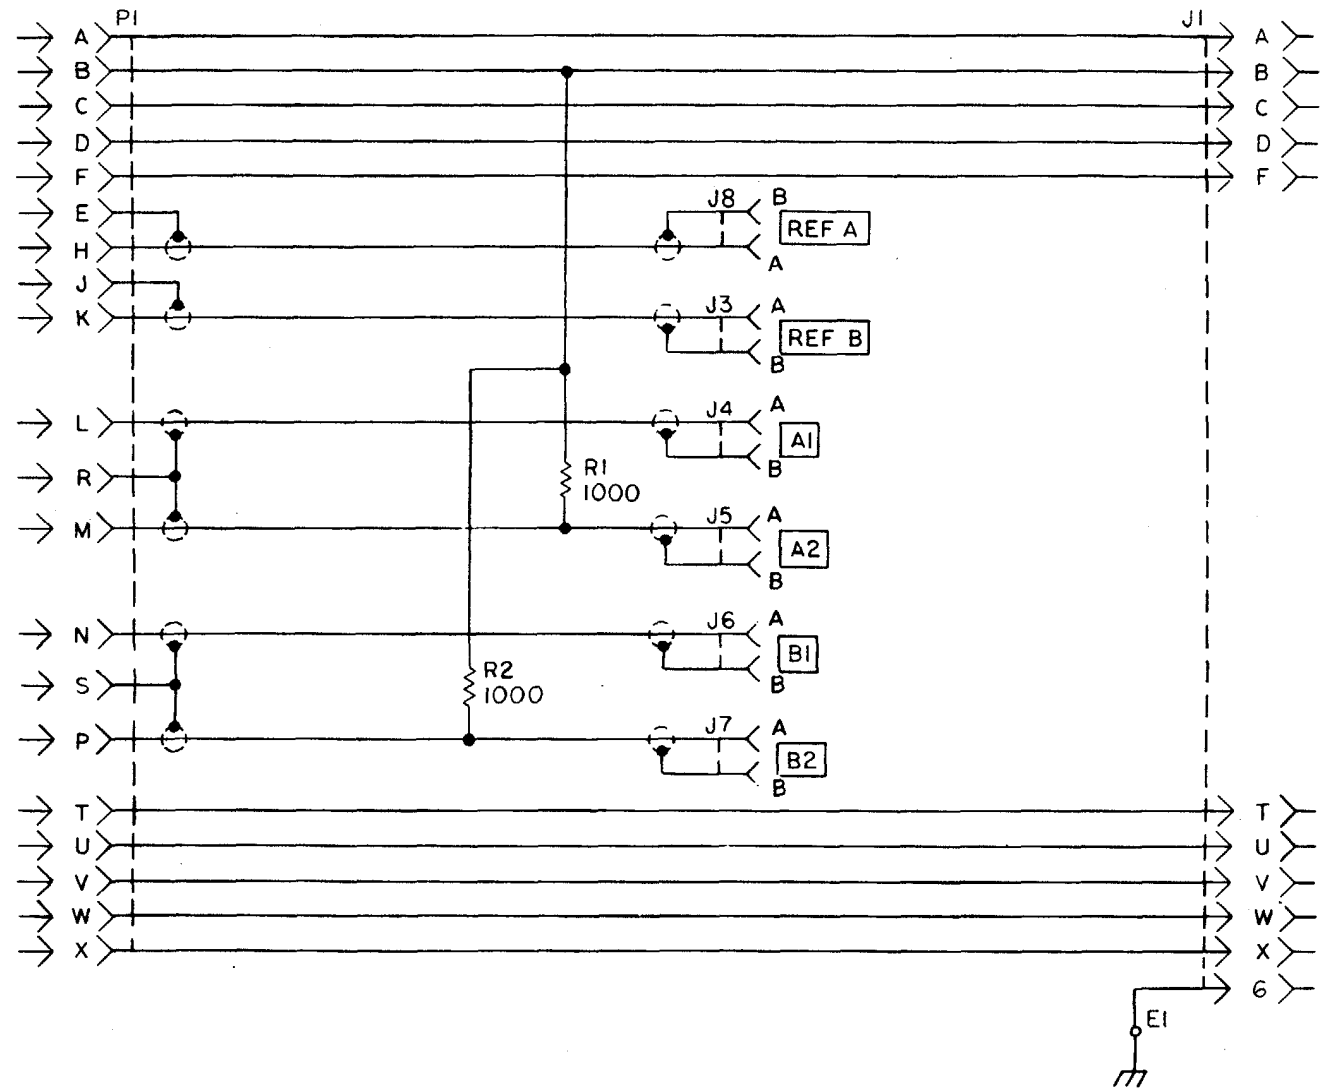 P1 J1
A A
B B
C C
D D
F F
E J8 B
REF A
H A
J
K J3 A
REF B
B
L J4 A
A1
B
R R1
1000
M J5 A
A2
B
N J6 A
B1
B
S R2
1000
P J7 A
B2
B
T T
U U
V V
W W
X X
6
E1